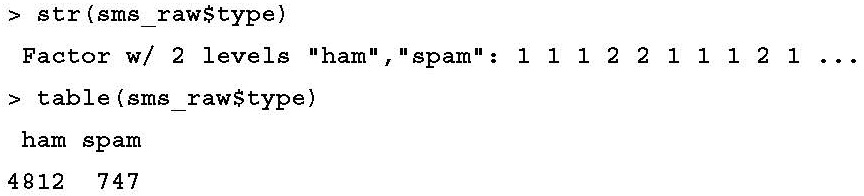 > str(sms_raw$type)
Factor w/ 2 levels "ham","spam": 1 1 1 2 2 1 1 1 2 1 ...
> table(sms_raw$type)
ham spam
4812 747